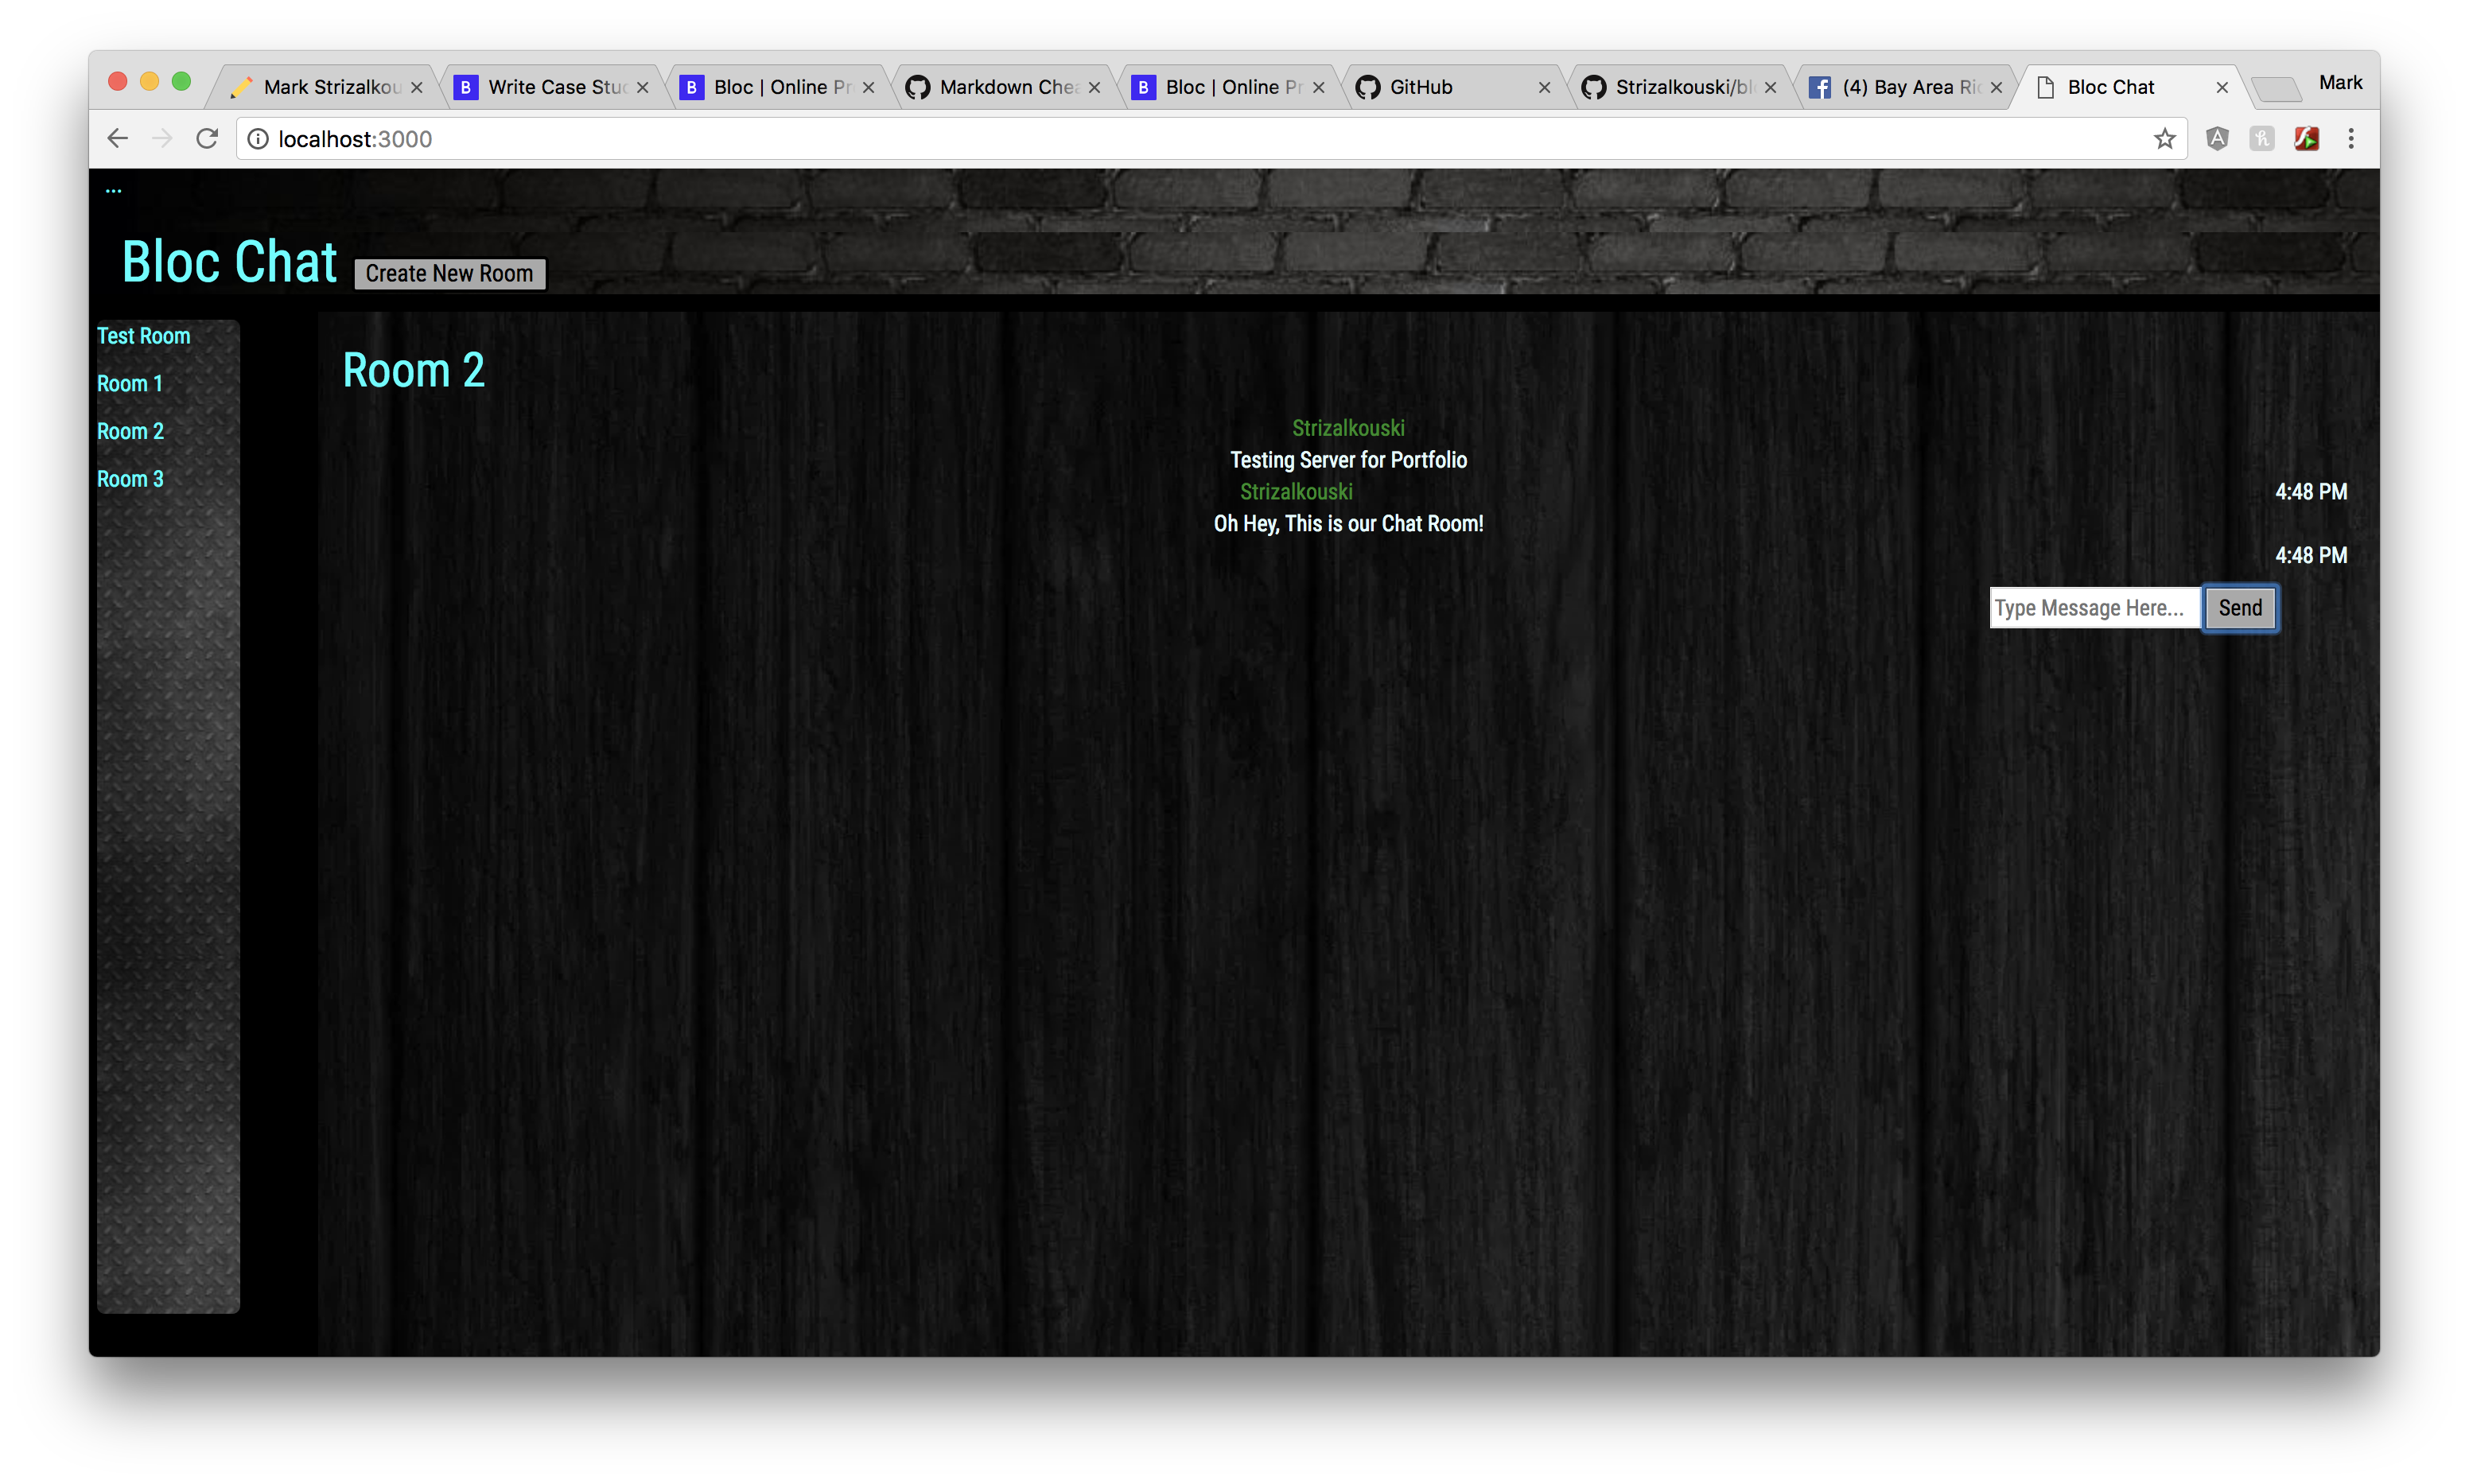 Mark Strizalkou
B Write Case Stud
B Bloc | Online Pr
Markdown Chea
B Bloc | Online Pr
GitHub
Strizalkouski/bl
(4) Bay Area Ric
Bloc Chat
Mark
localhost:3000
...
Bloc Chat
Create New Room
Test Room
Room 1
Room 2
Room 3
Room 2
Strizalkouski
Testing Server for Portfolio
Strizalkouski 4:48 PM
Oh Hey, This is our Chat Room!
4:48 PM
Type Message Here... Send